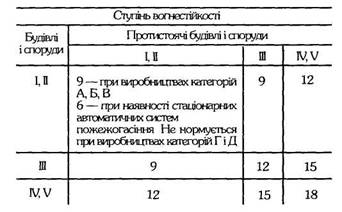 Ступінь вогнестійкості
Будівлі і споруди
Протистоячі будівлі і споруди
I, II
III
IV, V
I, II
9 — при виробництвах категорій
А, Б, В
6 — при наявності стаціонарних
автоматичних систем
пожежогасіння Не нормується
при виробництвах категорій Г і Д
9
12
III
9
12
15
IV, V
12
15
18